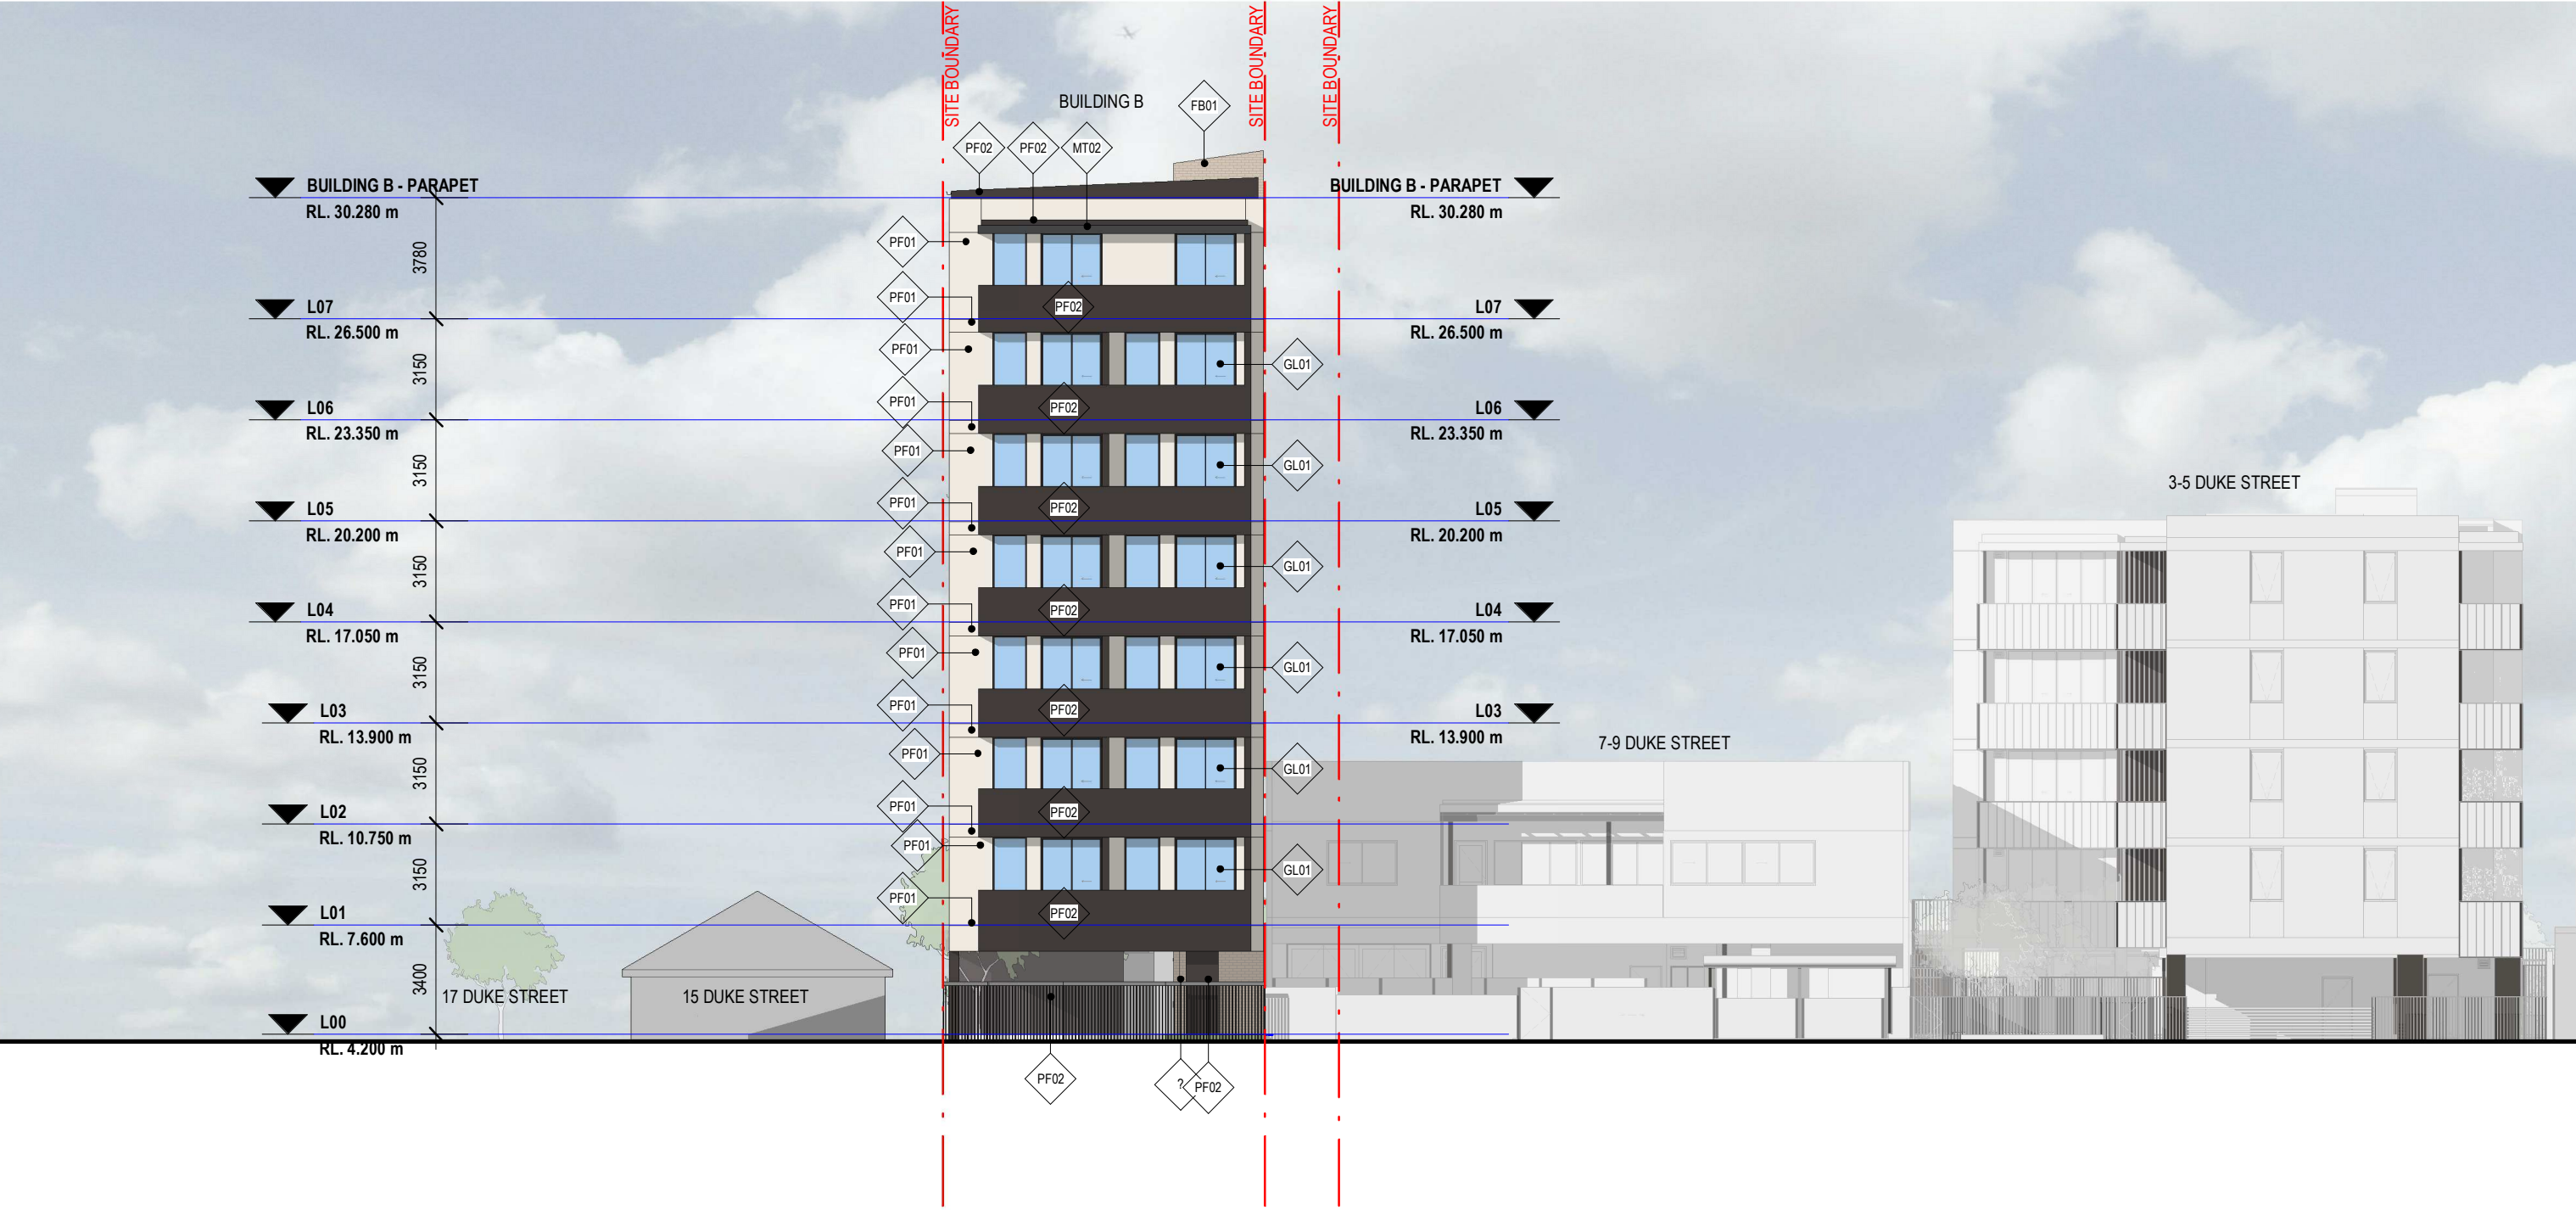 SITE BOUNDARY
SITE BOUNDARY
SITE BOUNDARY
BUILDING B
FB01
PF02
PF02
MT02
BUILDING B - PARAPET
RL. 30.280 m
BUILDING B - PARAPET
RL. 30.280 m
PF01
3780
PF01
PF02
L07
RL. 26.500 m
L07
RL. 26.500 m
PF01
GL01
3150
PF01
PF02
L06
RL. 23.350 m
L06
RL. 23.350 m
PF01
GL01
3150
3-5 DUKE STREET
PF01
PF02
L05
RL. 20.200 m
L05
RL. 20.200 m
PF01
GL01
3150
PF01
PF02
L04
RL. 17.050 m
L04
RL. 17.050 m
PF01
GL01
3150
PF01
PF02
L03
RL. 13.900 m
L03
RL. 13.900 m
7-9 DUKE STREET
PF01
GL01
3150
PF01
PF02
L02
RL. 10.750 m
PF01
GL01
3150
PF01
PF02
L01
RL. 7.600 m
3400
17 DUKE STREET
15 DUKE STREET
L00
RL. 4.200 m
PF02
?
PF02